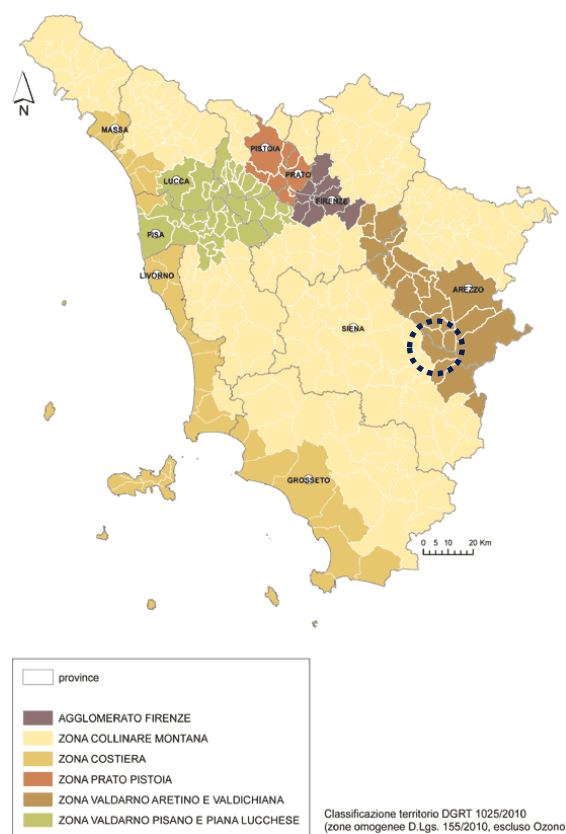 N
MASSA
PISTOIA
LUCCA
PRATO
FIRENZE
PISA
LIVORNO
AREZZO
SIENA
GROSSETO
0 5 10 20 Km
province
AGGLOMERATO FIRENZE
ZONA COLLINARE MONTANA
ZONA COSTIERA
ZONA PRATO PISTOIA
ZONA VALDARNO ARETINO E VALDICHIANA
ZONA VALDARNO PISANO E PIANA LUCCHESE
Classificazione territorio DGRT 1025/2010
(zone omogenee D.Lgs. 155/2010, escluso Ozono